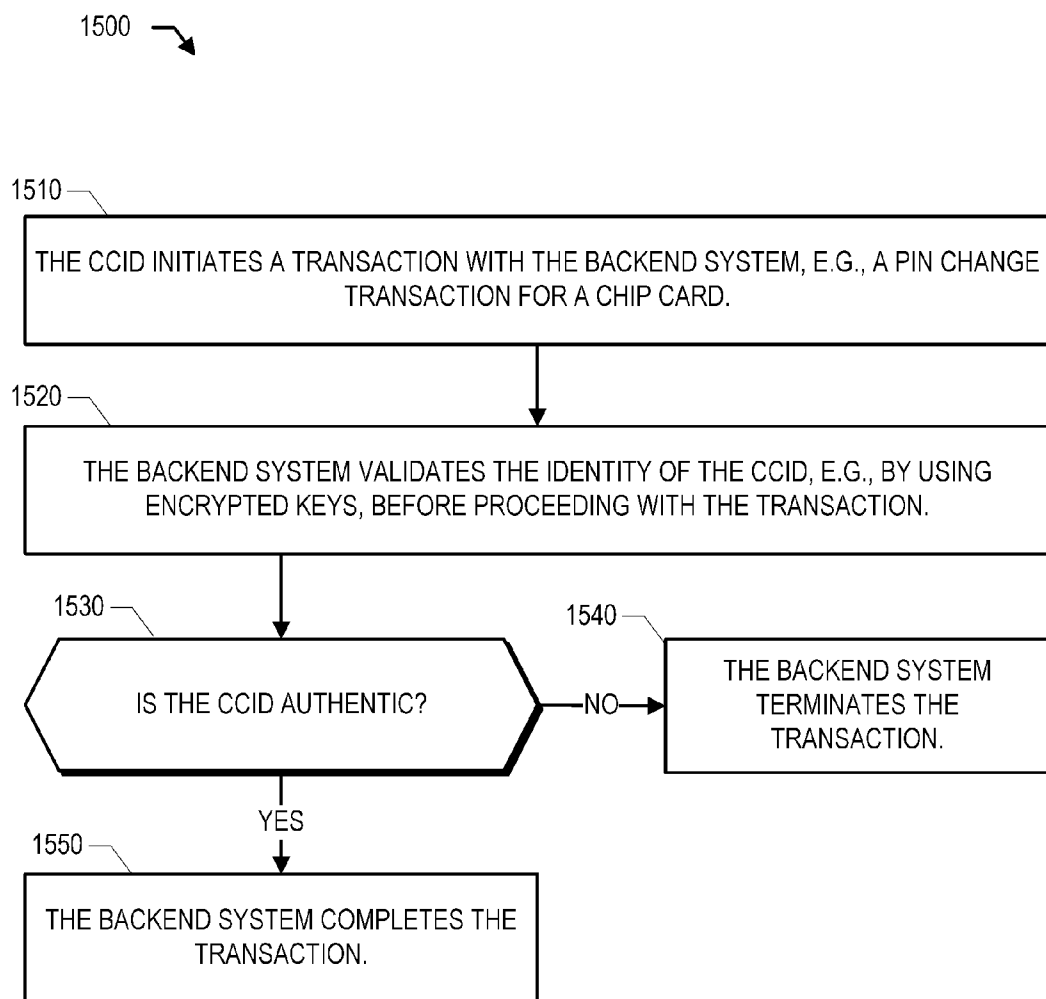 1500
1510
THE CCID INITIATES A TRANSACTION WITH THE BACKEND SYSTEM, E.G., A PIN CHANGE
TRANSACTION FOR A CHIP CARD.
1520
THE BACKEND SYSTEM VALIDATES THE IDENTITY OF THE CCID, E.G., BY USING
ENCRYPTED KEYS, BEFORE PROCEEDING WITH THE TRANSACTION.
1530
IS THE CCID AUTHENTIC?
NO
1540
THE BACKEND SYSTEM
TERMINATES THE
TRANSACTION.
YES
1550
THE BACKEND SYSTEM COMPLETES THE
TRANSACTION.